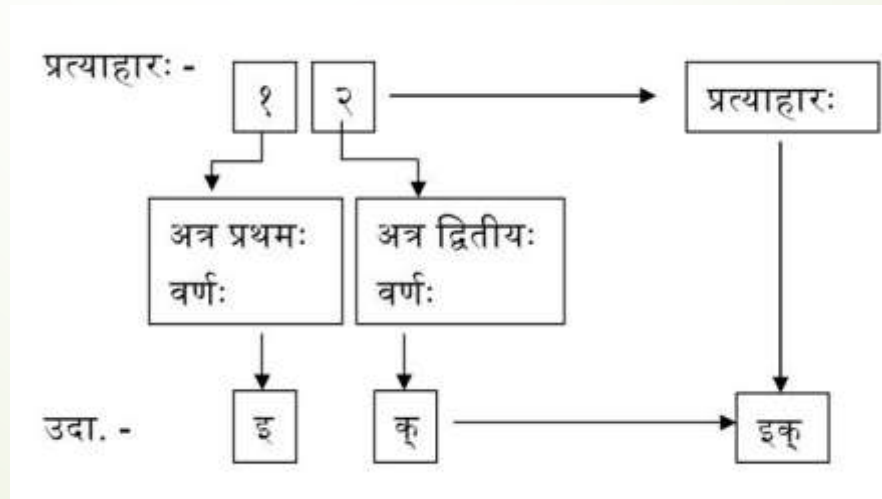 प्रत्याहारः -
१ २ प्रत्याहारः
अत्र प्रथमः
वर्णः
अत्र द्वितीयः
वर्णः
उदा. - इ क् इक्